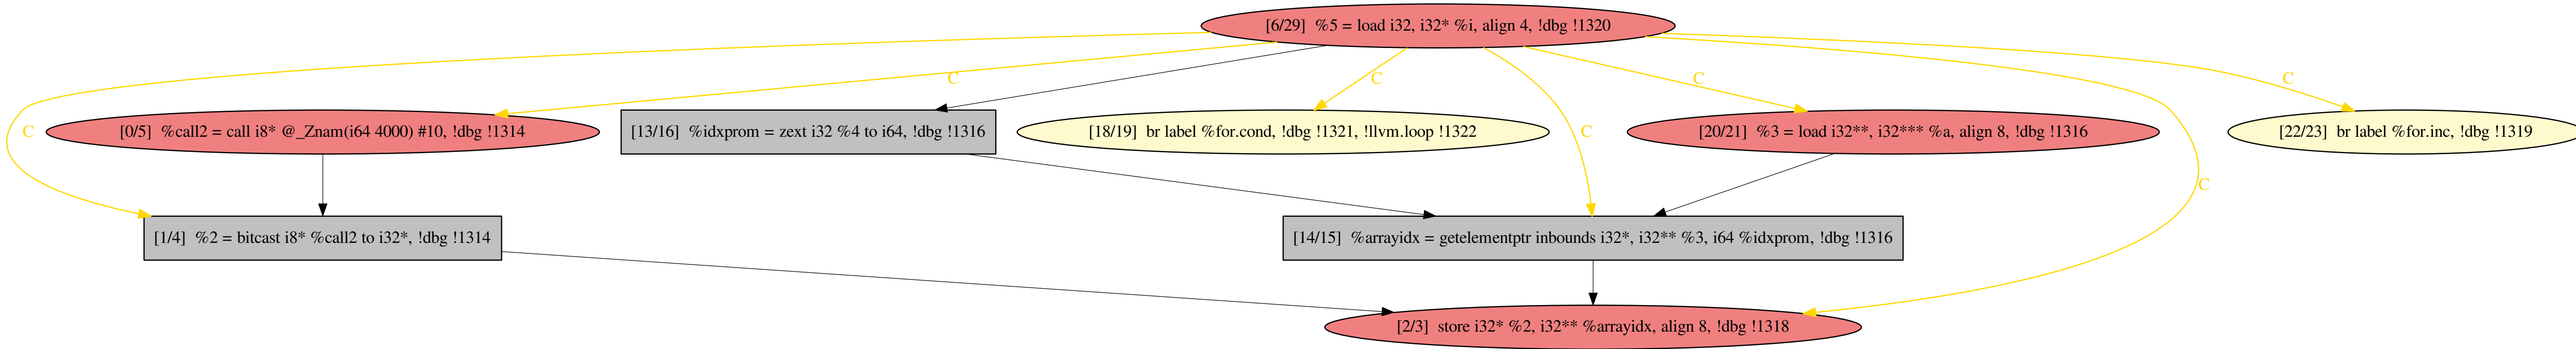 [6/29] %5 = load i32, i32* %i, align 4, !dbg !1320
C
C
C
C
C
[0/5] %call2 = call i8* @_Znam(i64 4000) #10, !dbg !1314
[13/16] %idxprom = zext i32 %4 to i64, !dbg !1316
[18/19] br label %for.cond, !dbg !1321, !llvm.loop !1322
[20/21] %3 = load i32**, i32*** %a, align 8, !dbg !1316
[22/23] br label %for.inc, !dbg !1319
C
C
[1/4] %2 = bitcast i8* %call2 to i32*, !dbg !1314
[14/15] %arrayidx = getelementptr inbounds i32*, i32** %3, i64 %idxprom, !dbg !1316
[2/3] store i32* %2, i32** %arrayidx, align 8, !dbg !1318